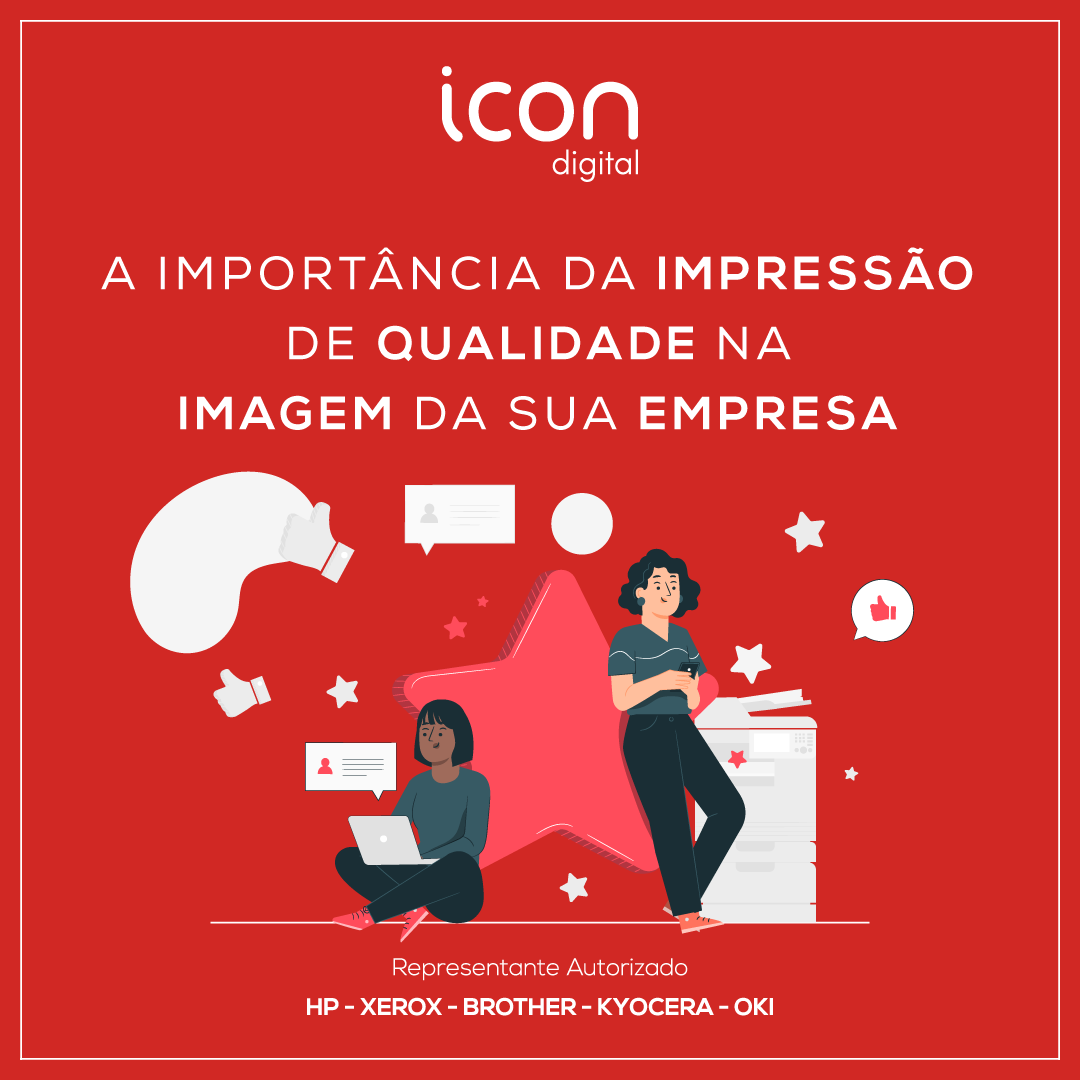 icon
digital
A IMPORTÂNCIA DA IMPRESSÃO
DE QUALIDADE NA
IMAGEM DA SUA EMPRESA
Representante Autorizado
HP - XEROX - BROTHER - KYOCERA - OKI